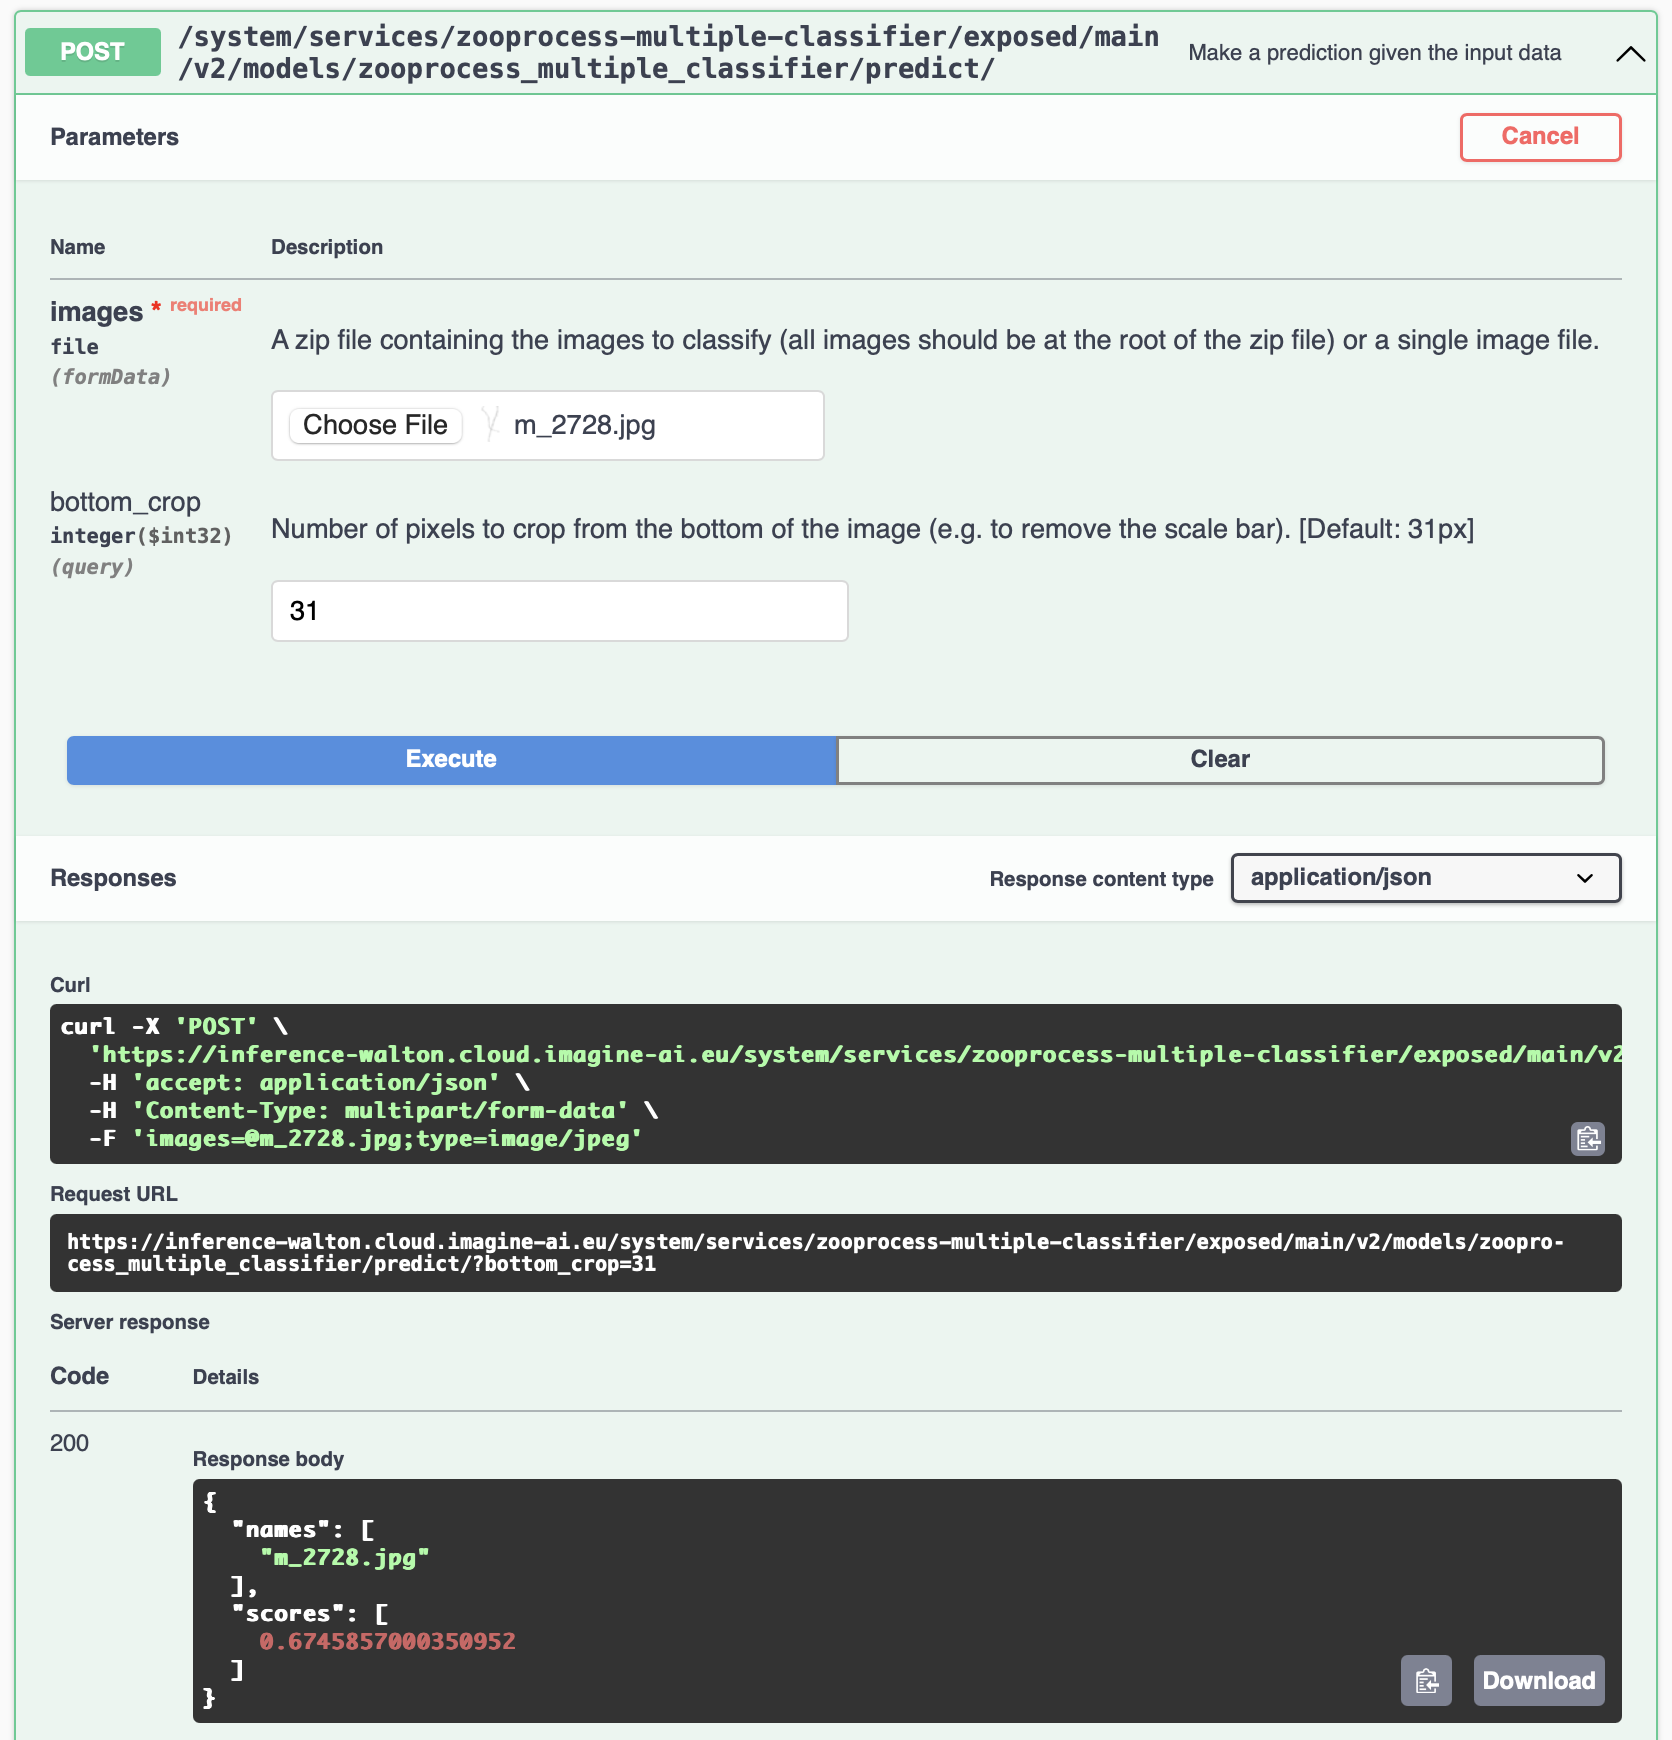 POST
/system/services/zooprocess-multiple-classifier/exposed/main
/v2/models/zooprocess_multiple_classifier/predict/
Make a prediction given the input data
Parameters
Cancel
Name
Description
images * required
file
(formData)
A zip file containing the images to classify (all images should be at the root of the zip file) or a single image file.
Choose File m_2728.jpg
bottom_crop
integer($int32)
(query)
Number of pixels to crop from the bottom of the image (e.g. to remove the scale bar). [Default: 31px]
31
Execute
Clear
Responses
Response content type
application/json
Curl
curl -X 'POST' \
'https://inference-walton.cloud.imagine-ai.eu/system/services/zooprocess-multiple-classifier/exposed/main/v2
-H 'accept: application/json' \
-H 'Content-Type: multipart/form-data' \
-F 'images=@m_2728.jpg;type=image/jpeg'
Request URL
https://inference-walton.cloud.imagine-ai.eu/system/services/zooprocess-multiple-classifier/exposed/main/v2/models/zoopro-
cess_multiple_classifier/predict/?bottom_crop=31
Server response
Code
Details
200
Response body
{
"names": [
"m_2728.jpg"
],
"scores": [
0.6745857000350952
]
}
Download